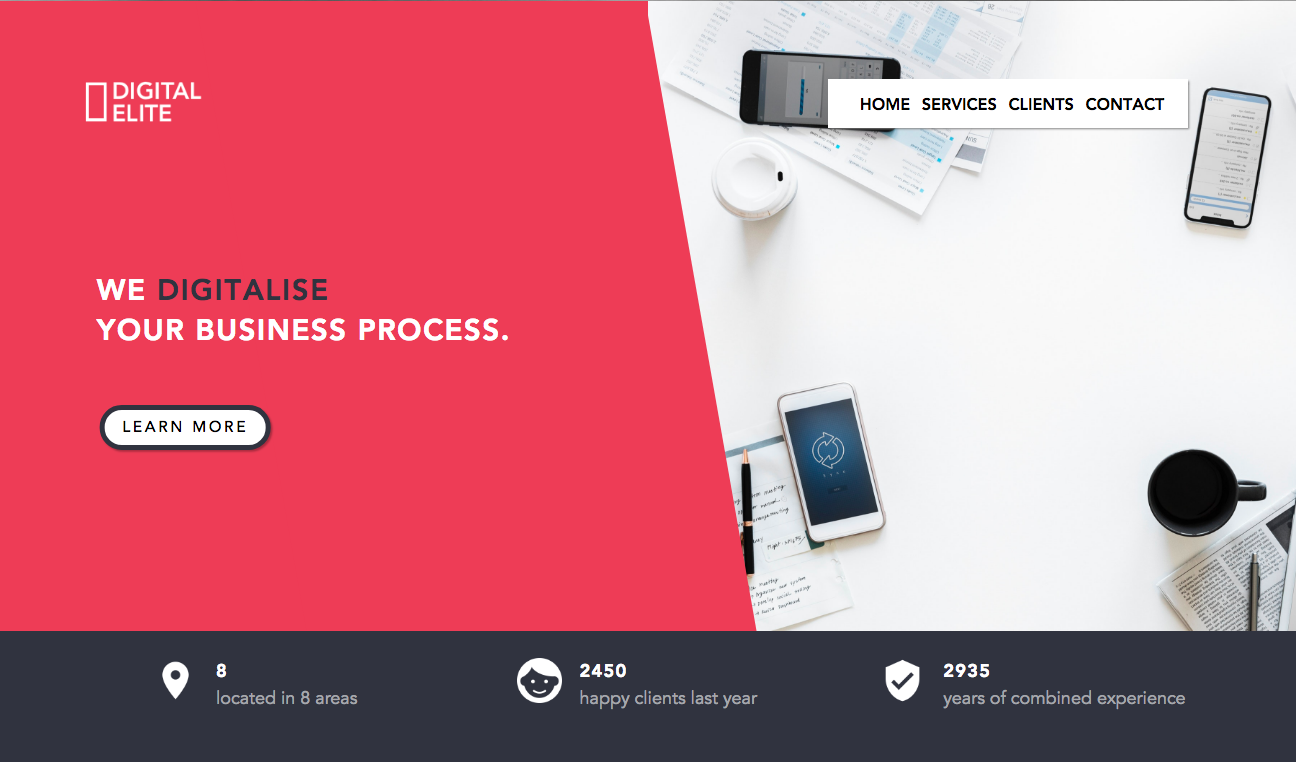 DIGITAL
ELITE
HOME SERVICES CLIENTS CONTACT
WE DIGITALISE
YOUR BUSINESS PROCESS.
LEARN MORE
8
located in 8 areas
2450
happy clients last year
2935
years of combined experience